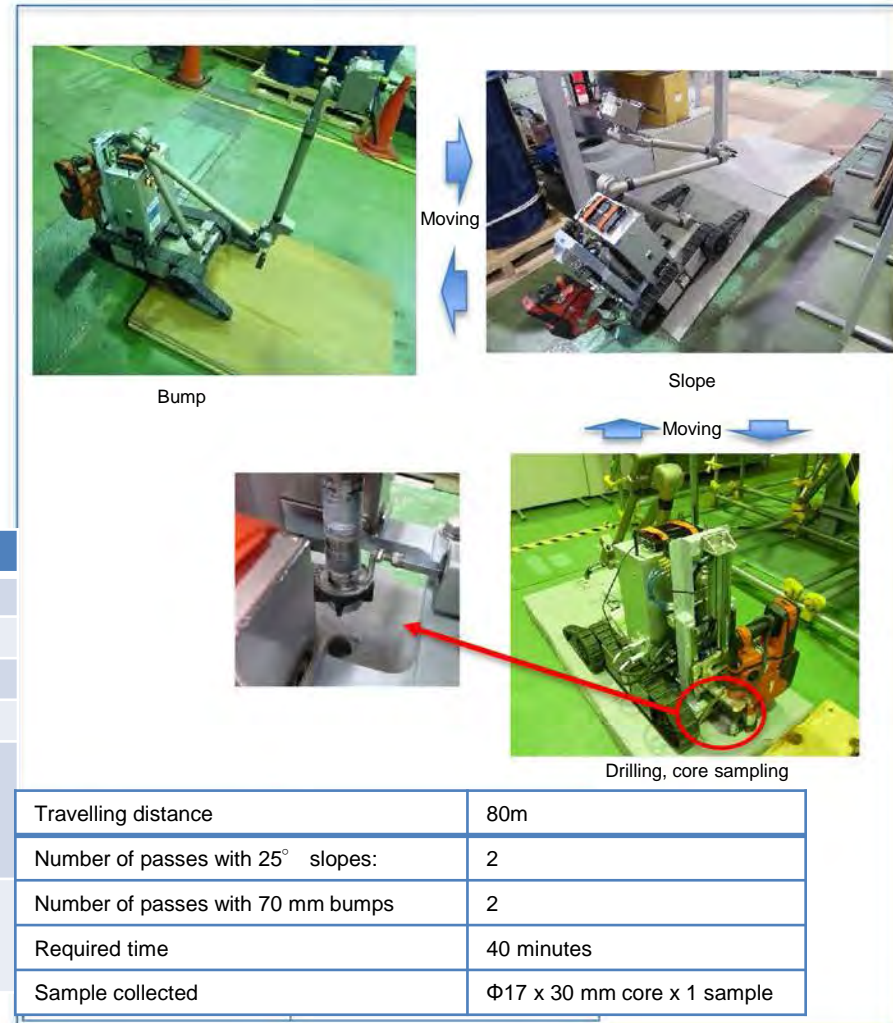 Moving
Bump
Slope
Moving
Drilling, core sampling
Travelling distance 80m
Number of passes with 25° slopes: 2
Number of passes with 70 mm bumps 2
Required time 40 minutes
Sample collected Φ17 x 30 mm core x 1 sample